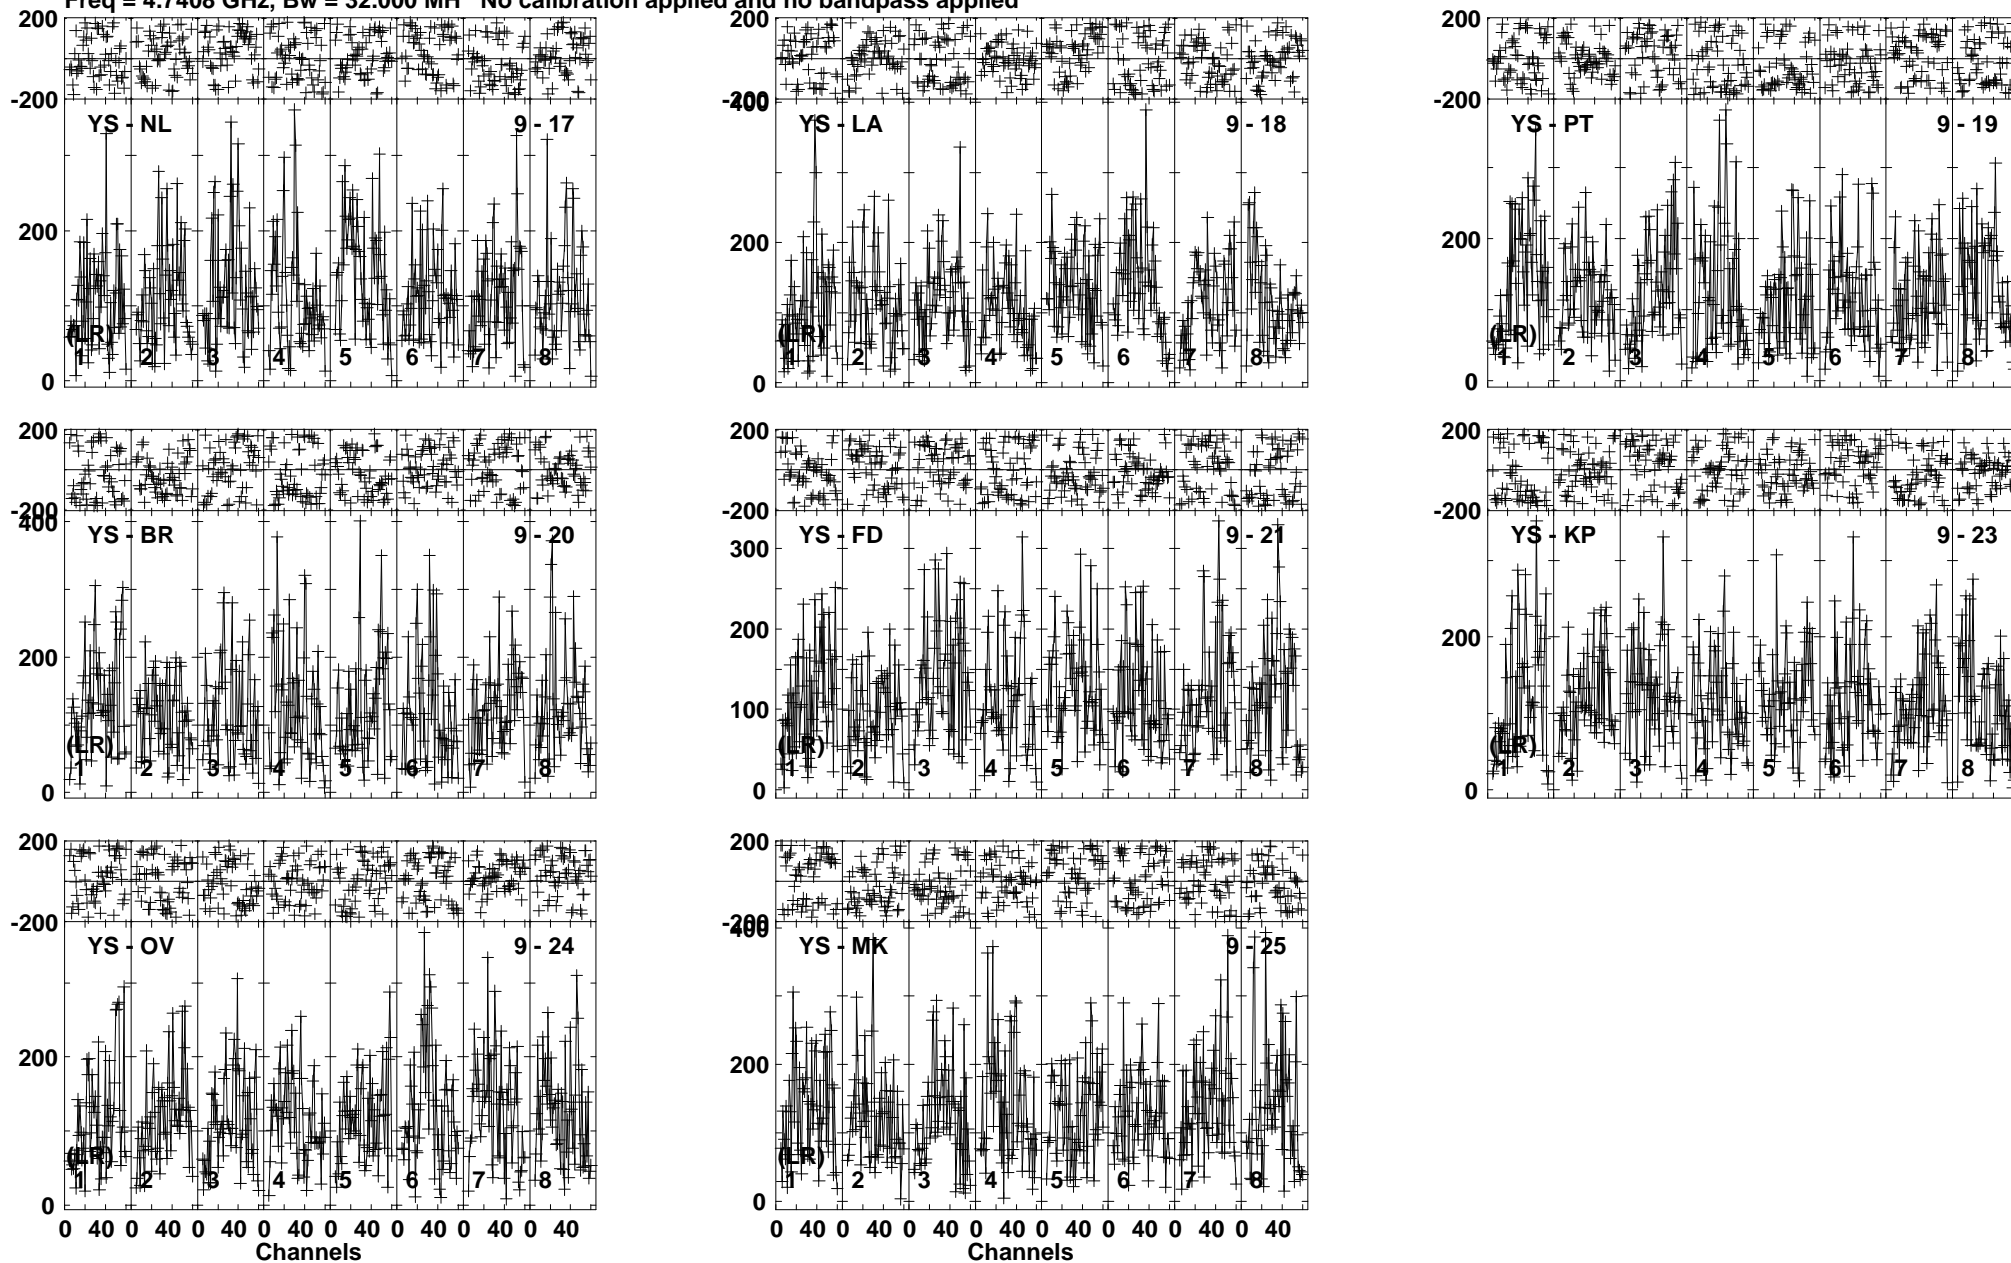 Freq = 4.7408 GHz, Bw = 32.000 MH No calibration applied and no bandpass applied
200 200 200
-200 -200 -200
400
YS - NL 9 - 17 YS - LA 9 - 18 YS - PT 9 - 19
200 200 200
(LR) (LR) (LR)
1 2 3 4 5 6 7 8 1 2 3 4 5 6 7 8 1 2 3 4 5 6 7 8
0 0 0
200 200 200
-200 -200 -200
400
YS - BR 9 - 20 YS - FD 9 - 21 YS - KP 9 - 23
300
200 200 200
100
(LR) (LR) (LR)
1 2 3 4 5 6 7 8 1 2 3 4 5 6 7 8 1 2 3 4 5 6 7 8
0 0 0
200 200
-200 -200
400
YS - OV 9 - 24 YS - MK 9 - 25
200 200
(LR) (LR)
1 2 3 4 5 6 7 8 1 2 3 4 5 6 7 8
0 0
0 40 0 40 0 40 0 40 0 40 0 40 0 40 0 40 0 40 0 40 0 40 0 40 0 40 0 40 0 40 0 40
Channels Channels